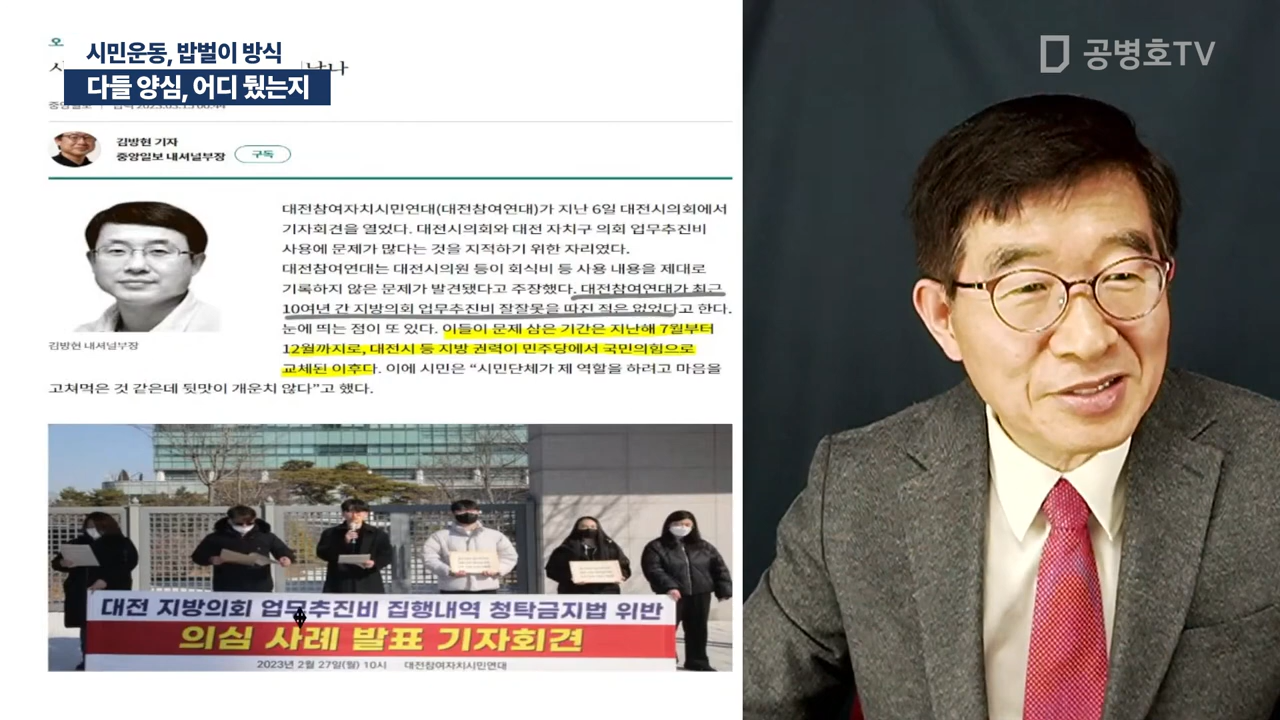 시민운동, 밥벌이 방식
다들 양심, 어디 뒀는지
공병호TV
오
김방현 기자
중앙일보 내셔널부장
구독
대전참여자치시민연대(대전참여연대)가 지난 6일 대전시의회에서
기자회견을 열었다. 대전시의회와 대전 자치구 의회 업무추진비
사용에 문제가 많다는 것을 지적하기 위한 자리였다.
대전참여연대는 대전시의원 등이 회식비 등 사용 내용을 제대로
기록하지 않은 문제가 발견됐다고 주장했다. 대전참여연대가 최근
10여년 간 지방의회 업무추진비 잘잘못을 따진 적은 없었다고 한다.
눈에 띄는 점이 또 있다. 이들이 문제 삼은 기간은 지난해 7월부터
12월까지로, 대전시 등 지방 권력이 민주당에서 국민의힘으로
교체된 이후다. 이에 시민은 “시민단체가 제 역할을 하려고 마음을
고쳐먹은 것 같은데 뒷맛이 개운치 않다”고 했다.
김방현 내셔널부장
대전 지방의회 업무추진비 집행내역 청탁금지법 위반
의심 사례 발표 기자회견
2023년 2월 27일(월) 10시 대전참여자치시민연대